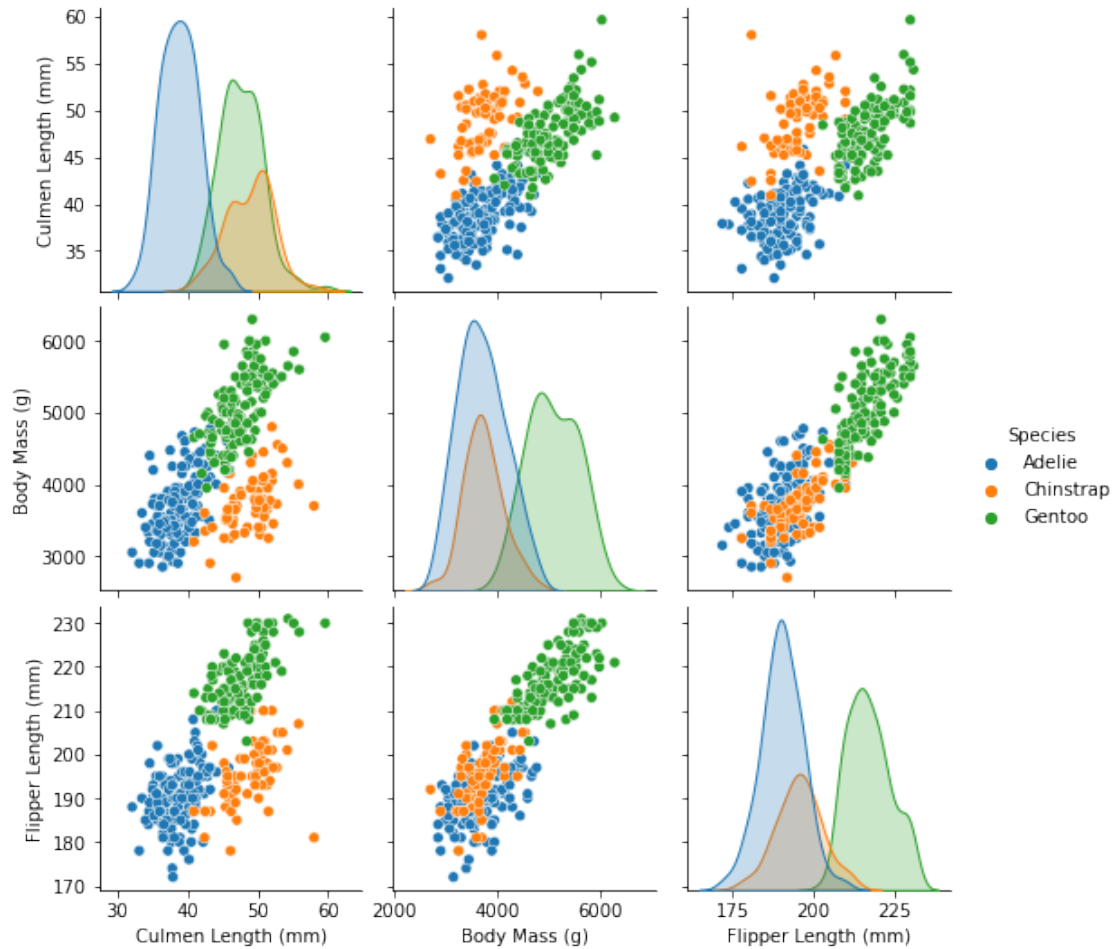 Culmen Length (mm)
60
55
50
45
40
35
Body Mass (g)
6000
5000
4000
3000
Species
Adelie
Chinstrap
Gentoo
Flipper Length (mm)
230
220
210
200
190
180
170
30 40 50 60
2000 4000 6000
175 200 225
Culmen Length (mm)
Body Mass (g)
Flipper Length (mm)